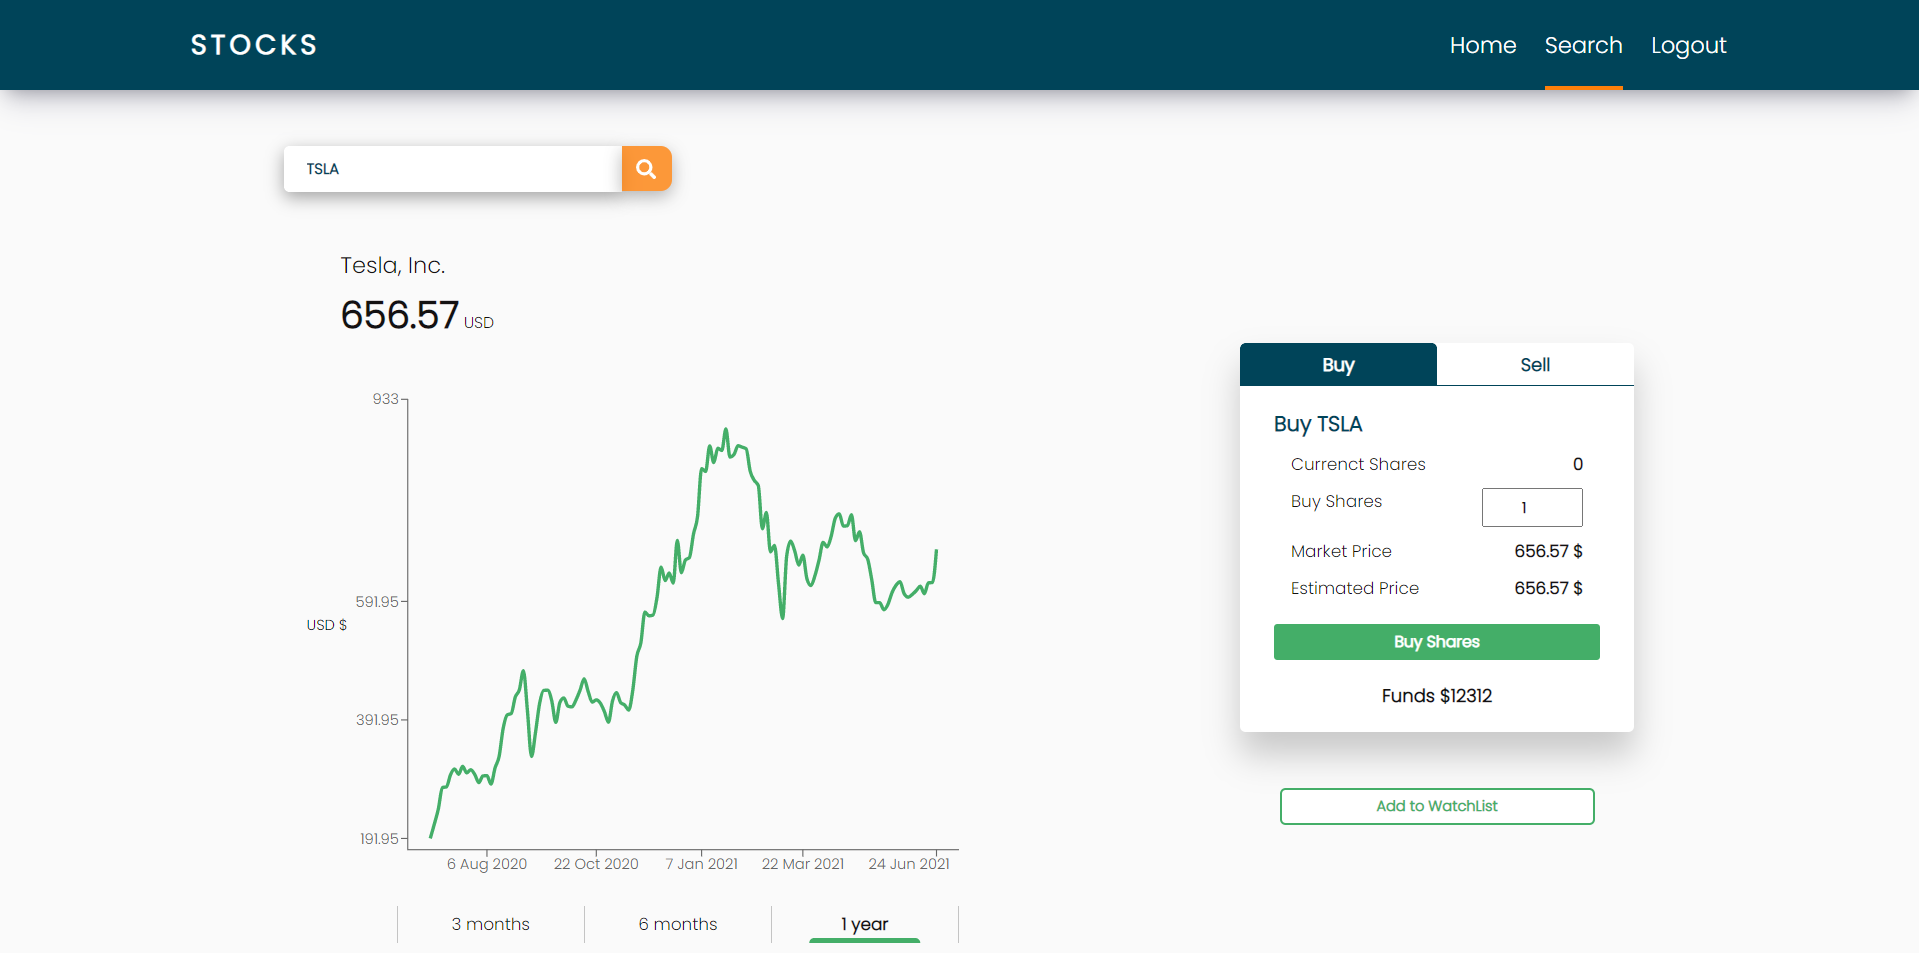 STOCKS
Home Search Logout
TSLA
Tesla, Inc.
656.57 USD
933
591.95
USD $
391.95
191.95
6 Aug 2020 22 Oct 2020 7 Jan 2021 22 Mar 2021 24 Jun 2021
3 months 6 months 1 year
Buy Sell
Buy TSLA
Currenct Shares 0
Buy Shares 1
Market Price 656.57 $
Estimated Price 656.57 $
Buy Shares
Funds $12312
Add to WatchList